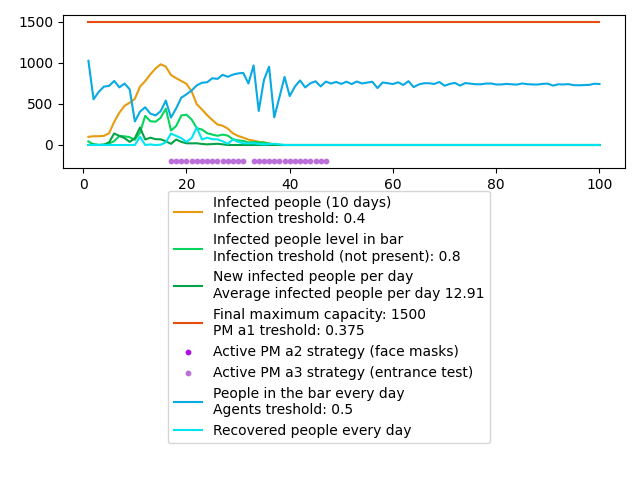 1500
1000
500
0
0 20 40 60 80 100
Infected people (10 days)
Infection treshold: 0.4
Infected people level in bar
Infection treshold (not present): 0.8
New infected people per day
Average infected people per day 12.91
Final maximum capacity: 1500
PM a1 treshold: 0.375
Active PM a2 strategy (face masks)
Active PM a3 strategy (entrance test)
People in the bar every day
Agents treshold: 0.5
Recovered people every day